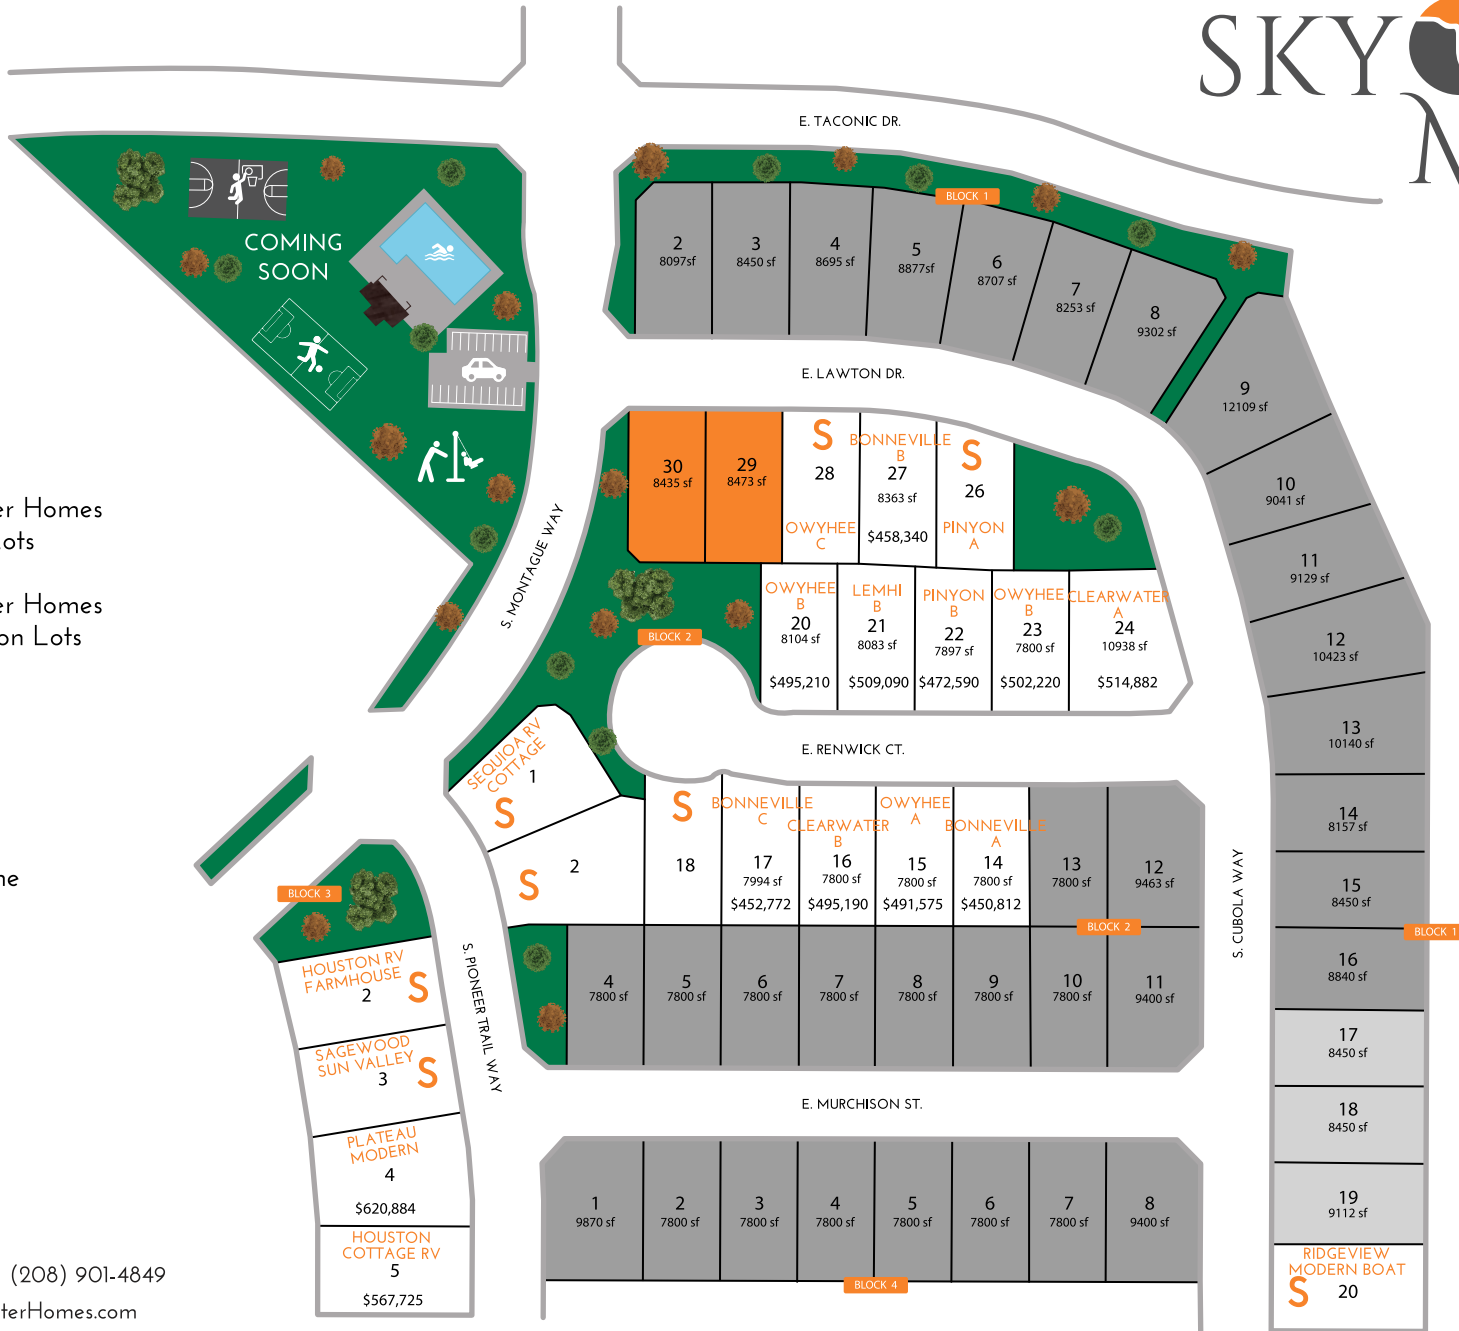 SKY
M
E. TACONIC DR.
BLOCK 1
COMING
SOON
2
8097sf
3
8450 sf
4
8695 sf
5
8877sf
6
8707 sf
7
8253 sf
8
9302 sf
9
12109 sf
10
9041 sf
11
9129 sf
12
10423 sf
13
10140 sf
14
8157 sf
15
8450 sf
BLOCK 1
16
8840 sf
17
8450 sf
18
8450 sf
19
9112 sf
RIDGEVIEW
MODERN BOAT
S 20
E. LAWTON DR.
30
8435 sf
29
8473 sf
S
28
OWYHEE
C
BONNEVILLE
B
27
8363 sf
$458,340
S
26
PINYON
A
S. MONTAGUE WAY
er Homes
ots
er Homes
on Lots
BLOCK 2
OWYHEE
B
20
8104 sf
$495,210
LEMHI
B
21
8083 sf
$509,090
PINYON
B
22
7897 sf
$472,590
OWYHEE
B
23
7800 sf
$502,220
CLEARWATER
A
24
10938 sf
$514,882
E. RENWICK CT.
SEQUIOA RV
COTTAGE
1
S
2
S
S
18
BONNEVILLE
C
17
7994 sf
$452,772
CLEARWATER
B
16
7800 sf
$495,190
OWYHEE
A
15
7800 sf
$491,575
BONNEVILLE
A
14
7800 sf
$450,812
13
7800 sf
12
9463 sf
BLOCK 2
S. CUBOLA WAY
4
7800 sf
5
7800 sf
6
7800 sf
7
7800 sf
8
7800 sf
9
7800 sf
10
7800 sf
11
9400 sf
ne
BLOCK 3
S. PIONEER TRAIL WAY
HOUSTON RV
FARMHOUSE
2
S
SAGEWOOD
SUN VALLEY
3
S
PLATEAU
MODERN
4
$620,884
HOUSTON
COTTAGE RV
5
$567,725
E. MURCHISON ST.
1
9870 sf
2
7800 sf
3
7800 sf
4
7800 sf
5
7800 sf
6
7800 sf
7
7800 sf
8
9400 sf
BLOCK 4
(208) 901-4849
terHomes.com